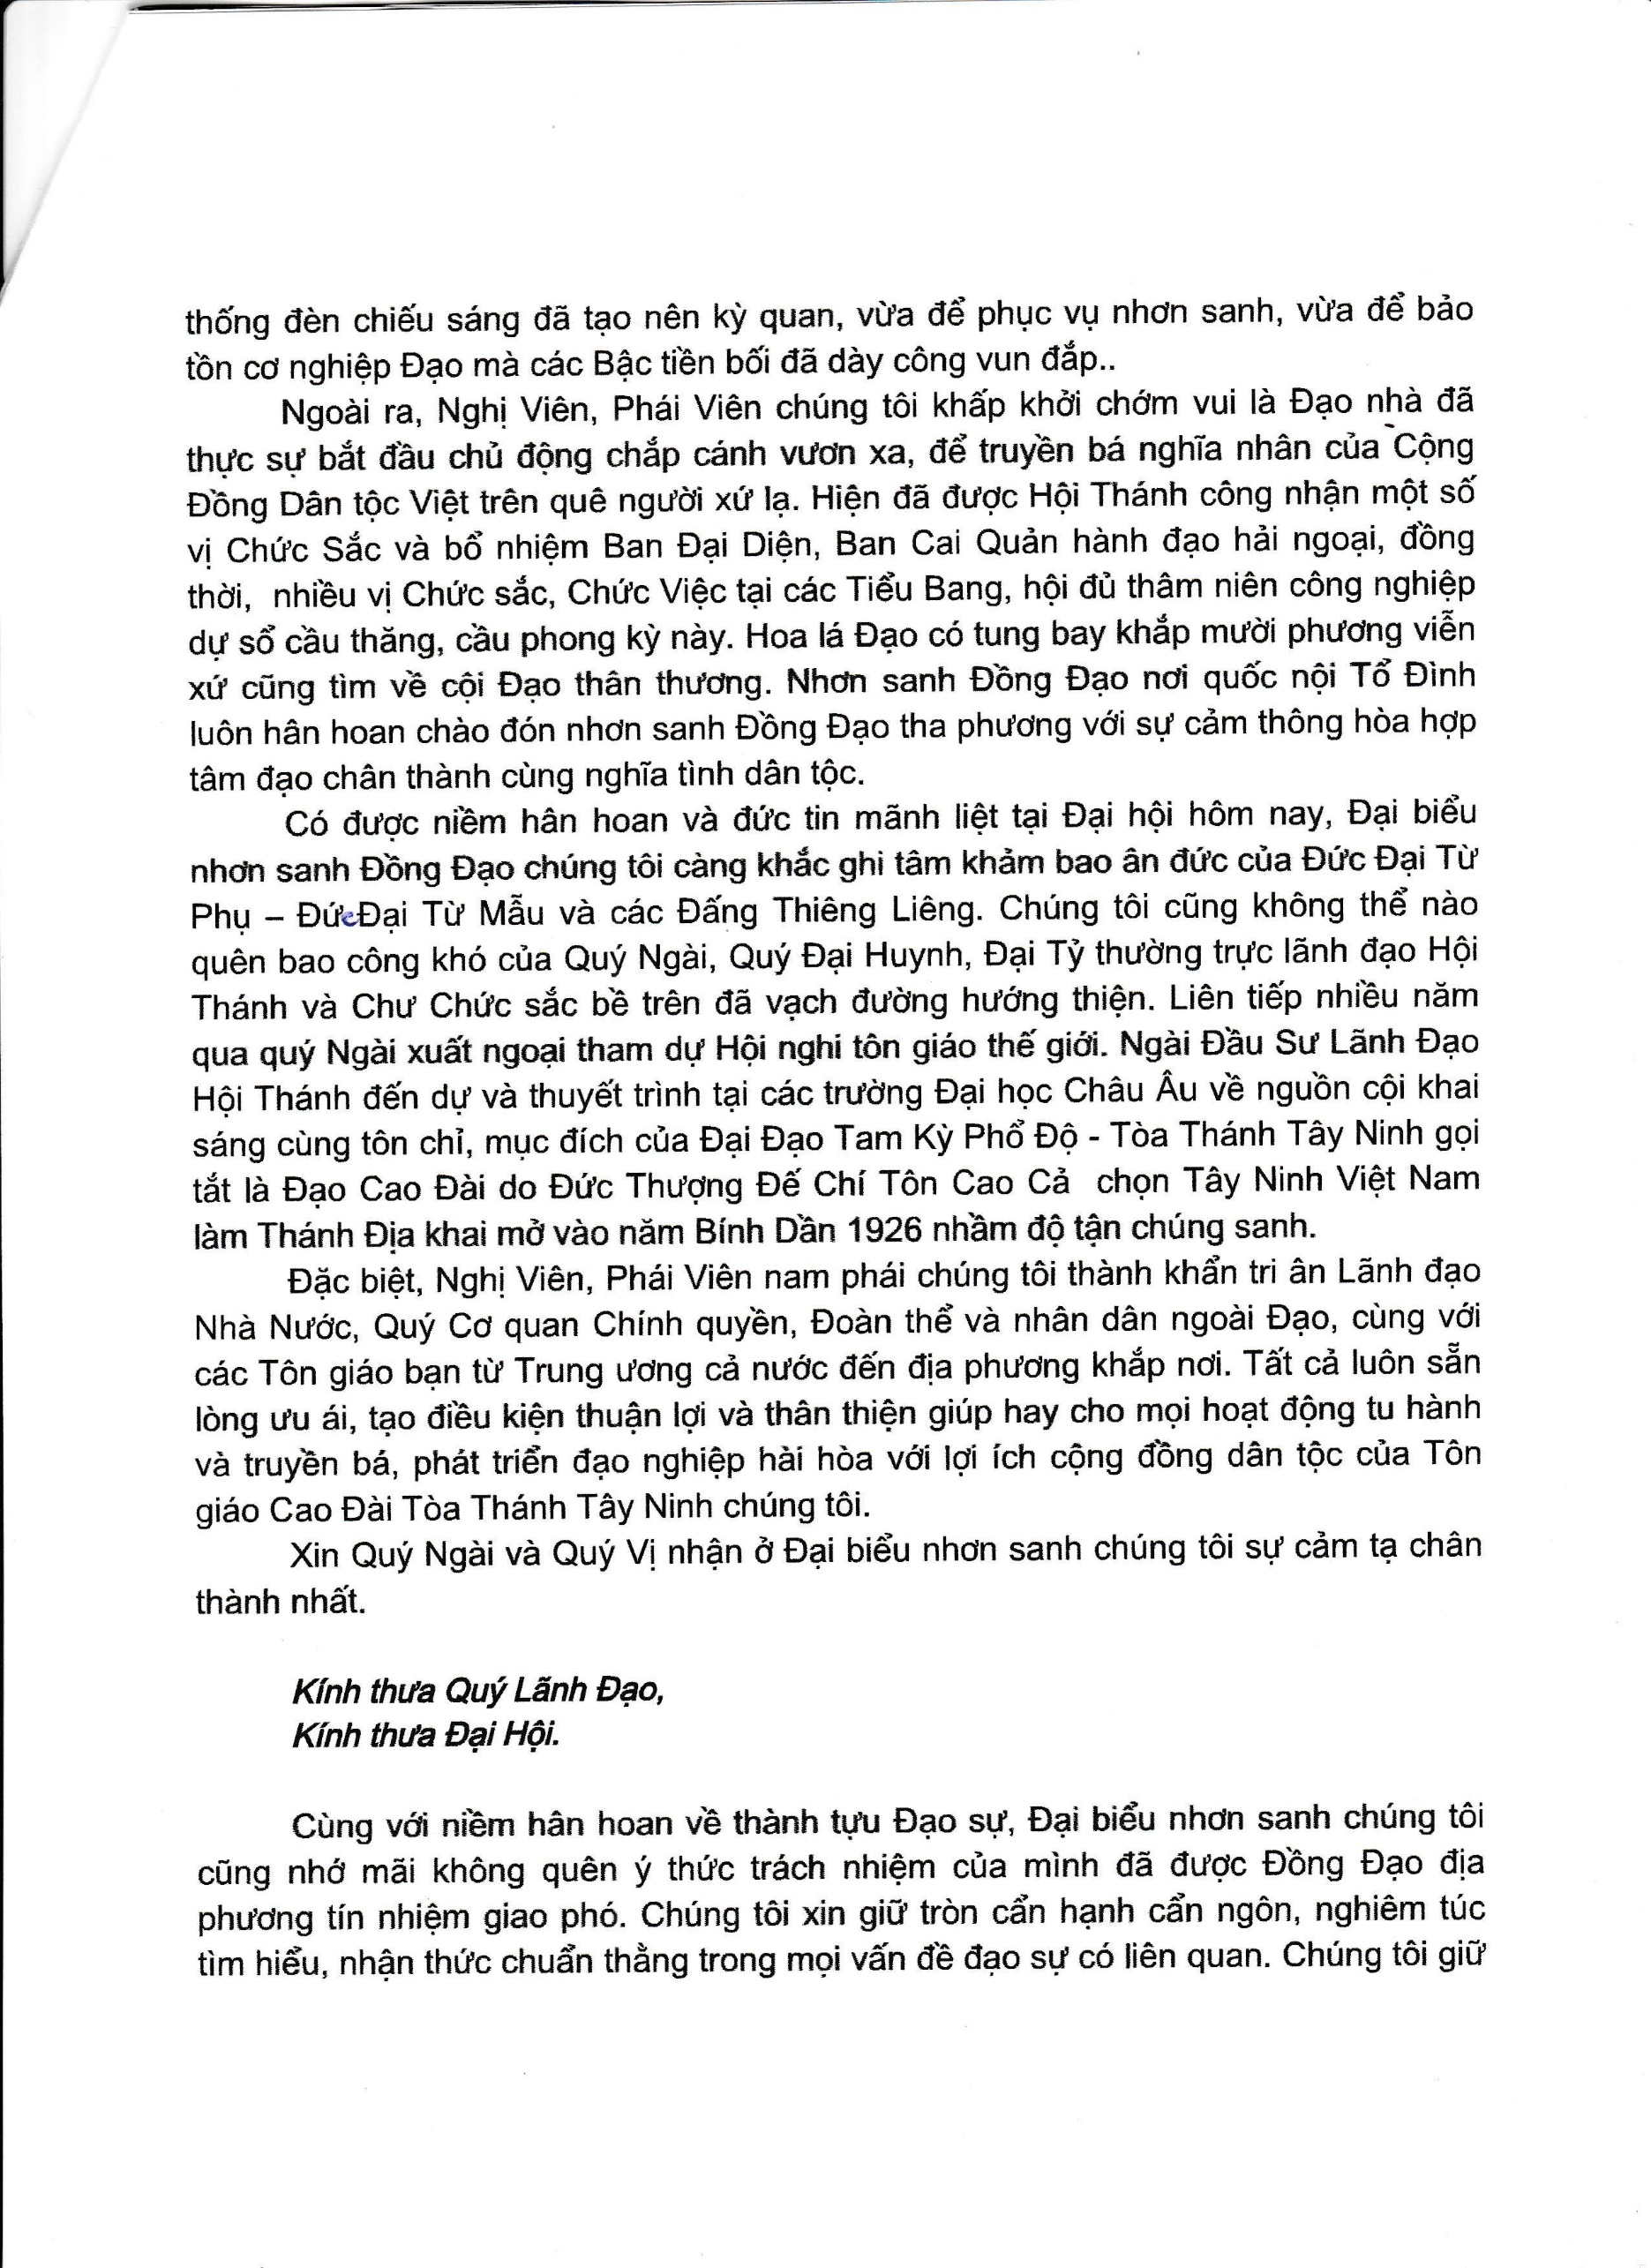 thống đèn chiếu sáng đã tạo nên kỳ quan, vừa để phục vụ nhơn sanh, vừa để bảo
tồn cơ nghiệp Đạo mà các Bậc tiền bối đã dày công vun đắp..
Ngoài ra, Nghị Viên, Phái Viên chúng tôi khấp khởi chớm vui là Đạo nhà đã
thực sự bắt đầu chủ động chắp cánh vươn xa, để truyền bá nghĩa nhân của Cộng
Đồng Dân tộc Việt trên quê người xứ lạ. Hiện đã được Hội Thánh công nhận một số
vị Chức Sắc và bổ nhiệm Ban Đại Diện, Ban Cai Quản hành đạo hải ngoại, đồng
thời, nhiều vị Chức sắc, Chức Việc tại các Tiểu Bang, hội đủ thâm niên công nghiệp
dự sổ cầu thăng, cầu phong kỳ này. Hoa lá Đạo có tung bay khắp mười phương viễn
xứ cũng tìm về cội Đạo thân thương. Nhơn sanh Đồng Đạo nơi quốc nội Tổ Đình
luôn hân hoan chào đón nhơn sanh Đồng Đạo tha phương với sự cảm thông hòa hợp
tâm đạo chân thành cùng nghĩa tình dân tộc.
Có được niềm hân hoan và đức tin mãnh liệt tại Đại hội hôm nay, Đại biểu
nhơn sanh Đồng Đạo chúng tôi càng khắc ghi tâm khảm bao ân đức của Đức Đại Từ
Phụ – Đức Đại Từ Mẫu và các Đấng Thiêng Liêng. Chúng tôi cũng không thể nào
quên bao công khó của Quý Ngài, Quý Đại Huynh, Đại Tỷ thường trực lãnh đạo Hội
Thánh và Chư Chức sắc bề trên đã vạch đường hướng thiện. Liên tiếp nhiều năm
qua quý Ngài xuất ngoại tham dự Hội nghi tôn giáo thế giới. Ngài Đầu Sư Lãnh Đạo
Hội Thánh đến dự và thuyết trình tại các trường Đại học Châu Âu về nguồn cội khai
sáng cùng tôn chỉ, mục đích của Đại Đạo Tam Kỳ Phổ Độ - Tòa Thánh Tây Ninh gọi
tắt là Đạo Cao Đài do Đức Thượng Đế Chí Tôn Cao Cả chọn Tây Ninh Việt Nam
làm Thánh Địa khai mở vào năm Bính Dần 1926 nhầm độ tận chúng sanh.
Đặc biệt, Nghị Viên, Phái Viên nam phái chúng tôi thành khẩn tri ân Lãnh đạo
Nhà Nước, Quý Cơ quan Chính quyền, Đoàn thể và nhân dân ngoài Đạo, cùng với
các Tôn giáo bạn từ Trung ương cả nước đến địa phương khắp nơi. Tất cả luôn sẵn
lòng ưu ái, tạo điều kiện thuận lợi và thân thiện giúp hay cho mọi hoạt động tu hành
và truyền bá, phát triển đạo nghiệp hài hòa với lợi ích cộng đồng dân tộc của Tôn
giáo Cao Đài Tòa Thánh Tây Ninh chúng tôi.
Xin Quý Ngài và Quý Vị nhận ở Đại biểu nhơn sanh chúng tôi sự cảm tạ chân
thành nhất.
Kính thưa Quý Lãnh Đạo,
Kính thưa Đại Hội.
Cùng với niềm hân hoan về thành tựu Đạo sự, Đại biểu nhơn sanh chúng tôi
cũng nhớ mãi không quên ý thức trách nhiệm của mình đã được Đồng Đạo địa
phương tín nhiệm giao phó. Chúng tôi xin giữ tròn cẩn hạnh cẩn ngôn, nghiêm túc
tìm hiểu, nhận thức chuẩn thằng trong mọi vấn đề đạo sự có liên quan. Chúng tôi giữ